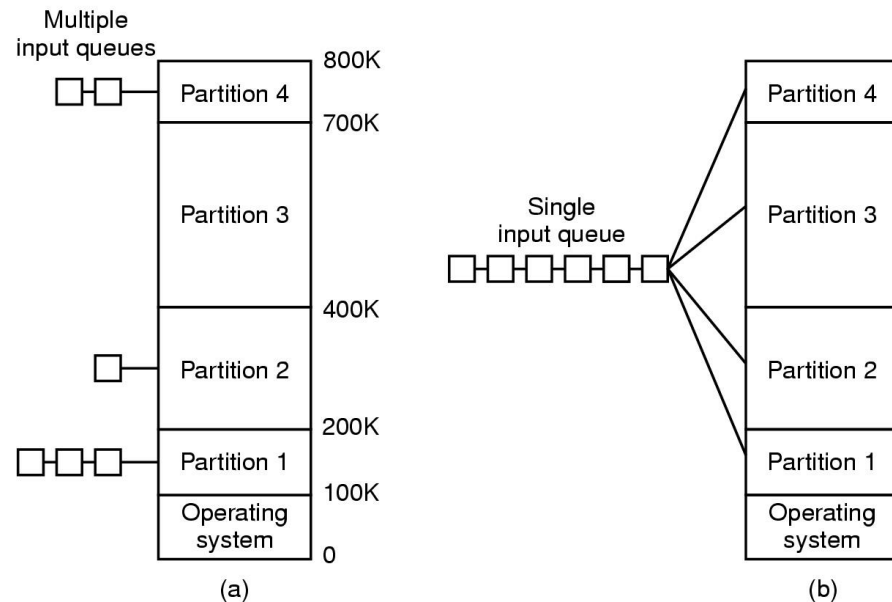 Multiple
input queues
800K
Partition 4
700K
Partition 3
400K
Partition 2
200K
Partition 1
100K
Operating
system
0
(a)
Single
input queue
Partition 4
Partition 3
Partition 2
Partition 1
Operating
system
(b)